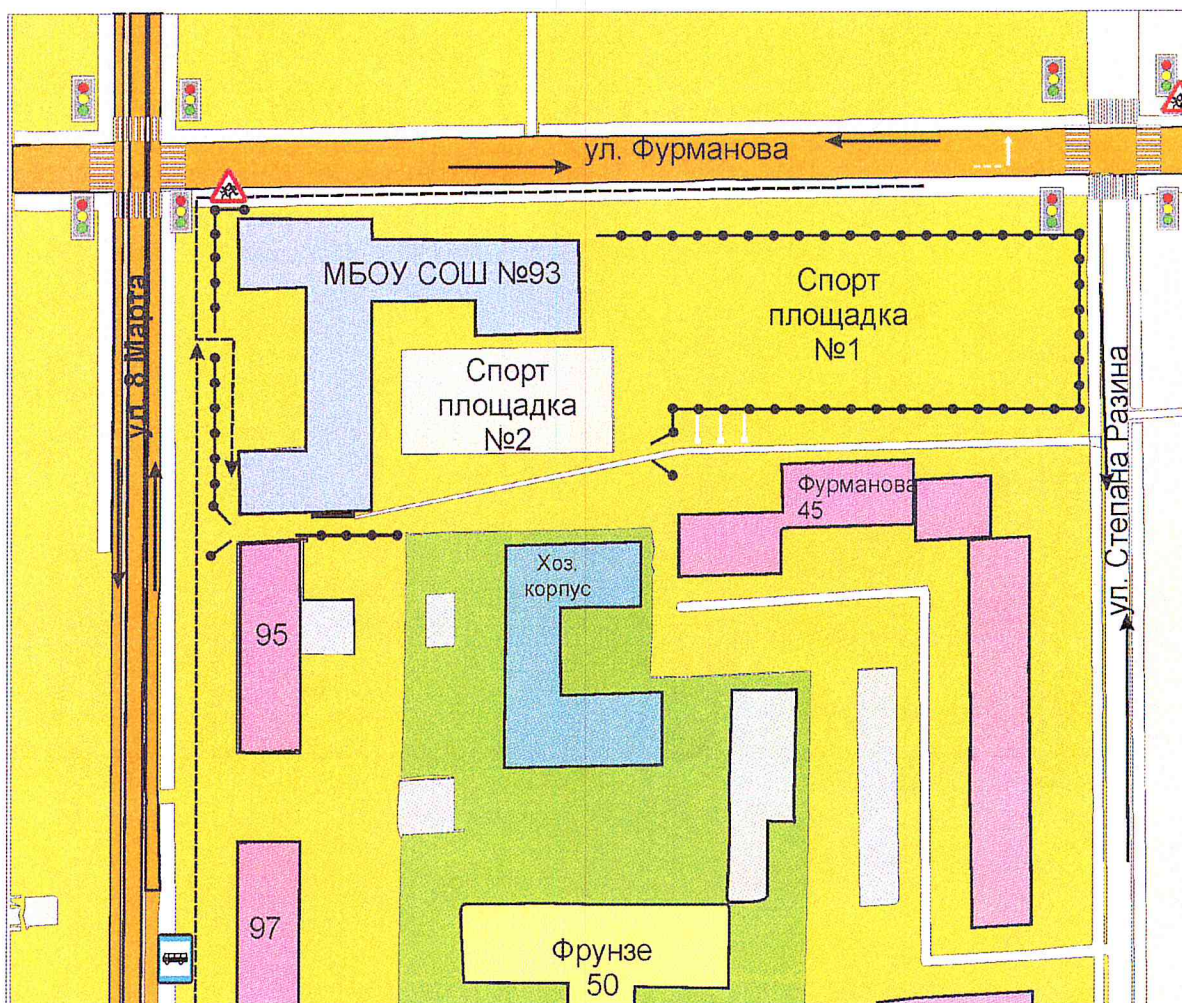 ул. Фурманова
МБОУ СОШ №93
Спорт
площадка
№1
Спорт
площадка
№2
ул. 8 Марта
ул. Степана Разина
Фурманова
45
Хоз.
корпус
95
97
Фрунзе
50